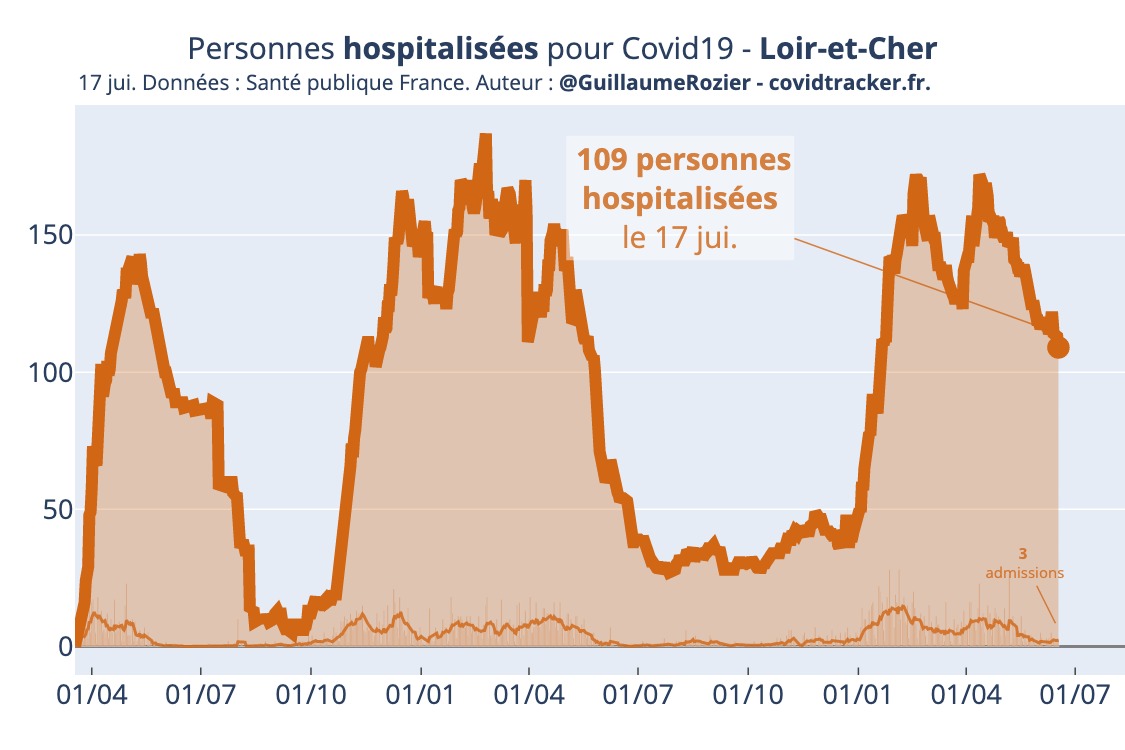 Personnes hospitalisées pour Covid19 - Loir-et-Cher
17 jui. Données : Santé publique France. Auteur : @GuillaumeRozier - covidtracker.fr.
109 personnes
hospitalisées
le 17 jui.
150
100
50
0
3
admissions
01/04 01/07 01/10 01/01 01/04 01/07 01/10 01/01 01/04 01/07